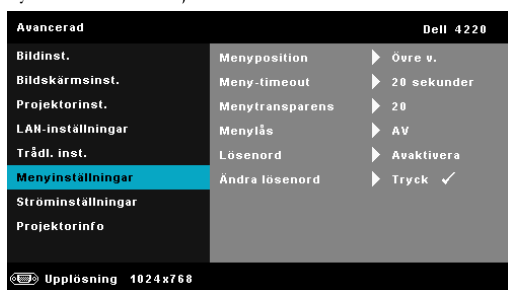 Avancerad Dell 4220
Bildinst. Menyposition Övre v.
Bildskärmsinst. Meny-timeout 20 sekunder
Projektorinst. Menytransparens 20
LAN-inställningar Menylås AV
Trådl. inst. Lösenord Avaktivera
Menyinställningar Ändra lösenord Tryck ✓
Ströminställningar
Projektorinfo
Upplösning 1024x768